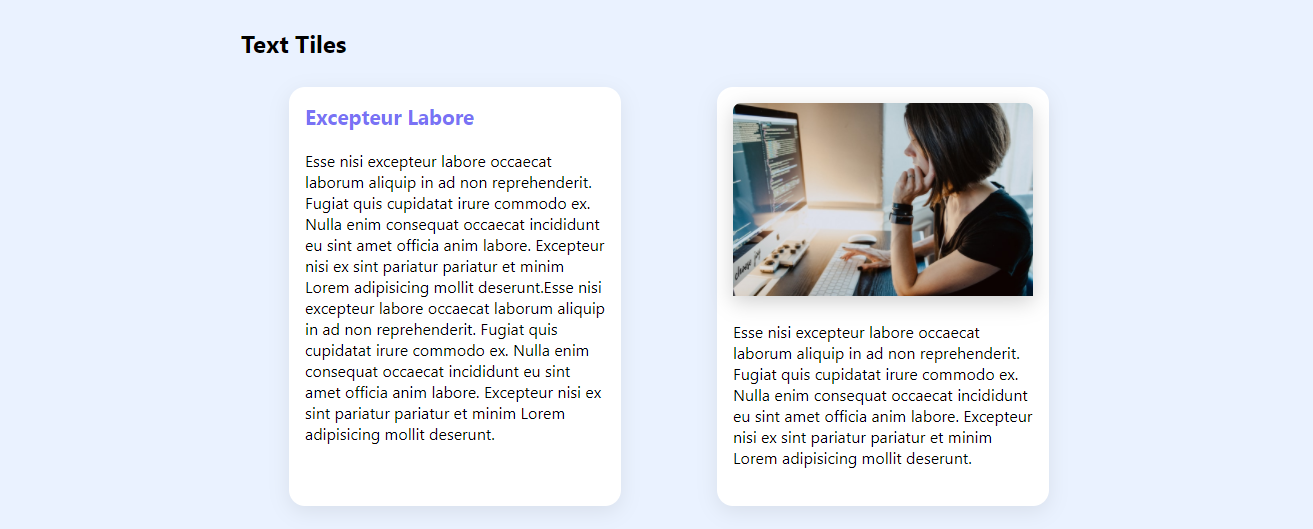 Text Tiles
Excepteur Labore
Esse nisi excepteur labore occaecat
laborum aliquip in ad non reprehenderit.
Fugiat quis cupidatat irure commodo ex.
Nulla enim consequat occaecat incididunt
eu sint amet officia anim labore. Excepteur
nisi ex sint pariatur pariatur et minim
Lorem adipisicing mollit deserunt.Esse nisi
excepteur labore occaecat laborum aliquip
in ad non reprehenderit. Fugiat quis
cupidatat irure commodo ex. Nulla enim
consequat occaecat incididunt eu sint
amet officia anim labore. Excepteur nisi ex
sint pariatur pariatur et minim Lorem
adipisicing mollit deserunt.
Esse nisi excepteur labore occaecat
laborum aliquip in ad non reprehenderit.
Fugiat quis cupidatat irure commodo ex.
Nulla enim consequat occaecat incididunt
eu sint amet officia anim labore. Excepteur
nisi ex sint pariatur pariatur et minim
Lorem adipisicing mollit deserunt.